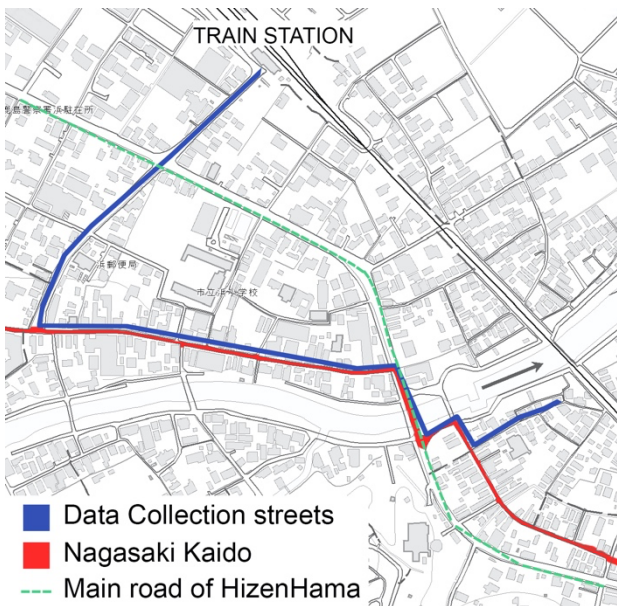 TRAIN STATION
島警察署浜駐在所
浜郵便局
市立浜小学校
Data Collection streets
Nagasaki Kaido
Main road of HizenHama